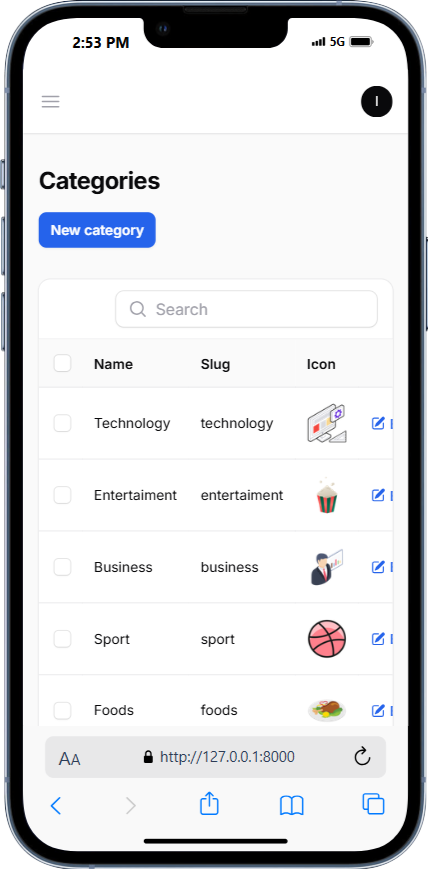 2:53 PM 5G
I
Categories
New category
Search
Name Slug Icon
Technology technology
Entertaiment entertaiment
Business business
Sport sport
Foods foods
AA http://127.0.0.1:8000